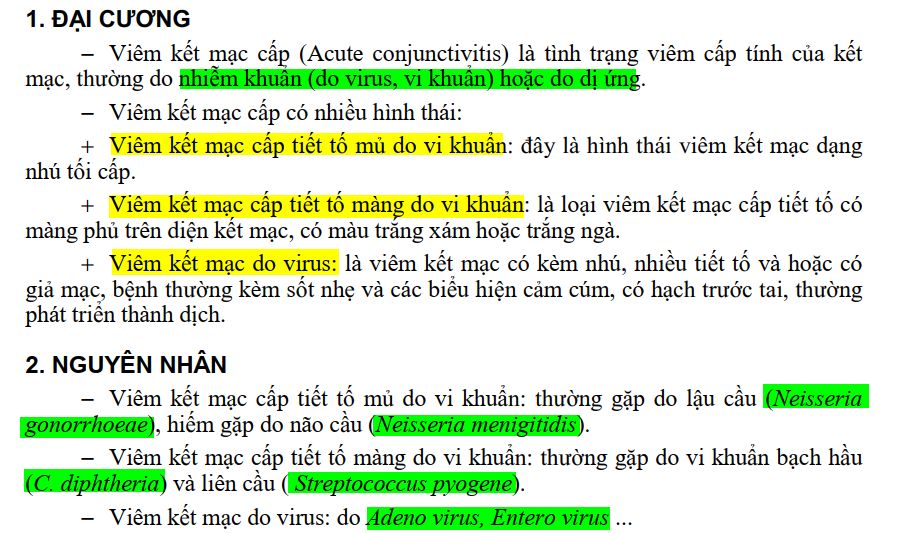 1. ĐẠI CƯƠNG
– Viêm kết mạc cấp (Acute conjunctivitis) là tình trạng viêm cấp tính của kết
mạc, thường do nhiễm khuẩn (do virus, vi khuẩn) hoặc do dị ứng.
– Viêm kết mạc cấp có nhiều hình thái:
+ Viêm kết mạc cấp tiết tố mủ do vi khuẩn: đây là hình thái viêm kết mạc dạng
nhú tối cấp.
+ Viêm kết mạc cấp tiết tố màng do vi khuẩn: là loại viêm kết mạc cấp tiết tố có
màng phủ trên diện kết mạc, có màu trắng xám hoặc trắng ngà.
+ Viêm kết mạc do virus: là viêm kết mạc có kèm nhú, nhiều tiết tố và hoặc có
giả mạc, bệnh thường kèm sốt nhẹ và các biểu hiện cảm cúm, có hạch trước tai, thường
phát triển thành dịch.
2. NGUYÊN NHÂN
– Viêm kết mạc cấp tiết tố mủ do vi khuẩn: thường gặp do lậu cầu (Neisseria
gonorrhoeae), hiếm gặp do não cầu (Neisseria menigitidis).
– Viêm kết mạc cấp tiết tố màng do vi khuẩn: thường gặp do vi khuẩn bạch hầu
(C. diphtheria) và liên cầu ( Streptococcus pyogene).
– Viêm kết mạc do virus: do Adeno virus, Entero virus ...